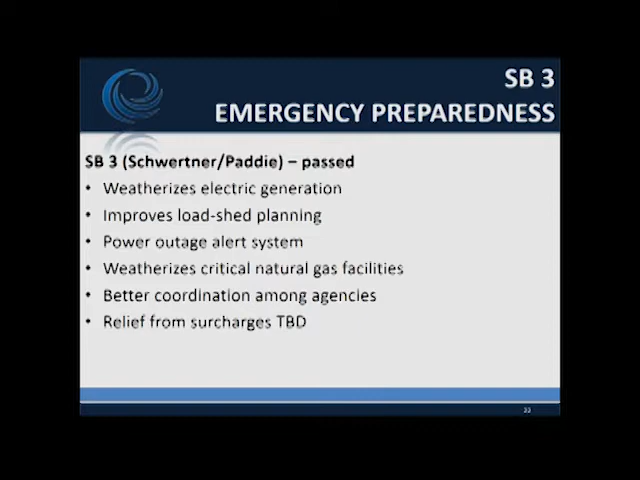 SB 3
EMERGENCY PREPAREDNESS
SB 3 (Schwertner/Paddie) – passed
• Weatherizes electric generation
• Improves load-shed planning
• Power outage alert system
• Weatherizes critical natural gas facilities
• Better coordination among agencies
• Relief from surcharges TBD
22